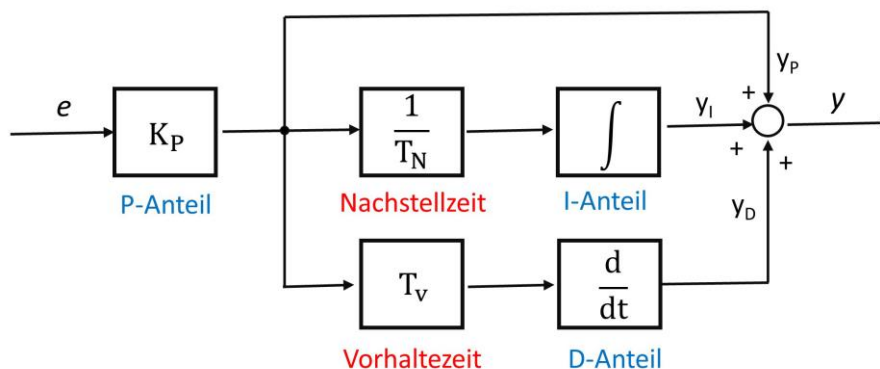 y_P
e
K_P
P-Anteil
1
T_N
Nachstellzeit
∫
I-Anteil
y_I
+
+
+
y
y_D
T_v
Vorhaltezeit
d
dt
D-Anteil